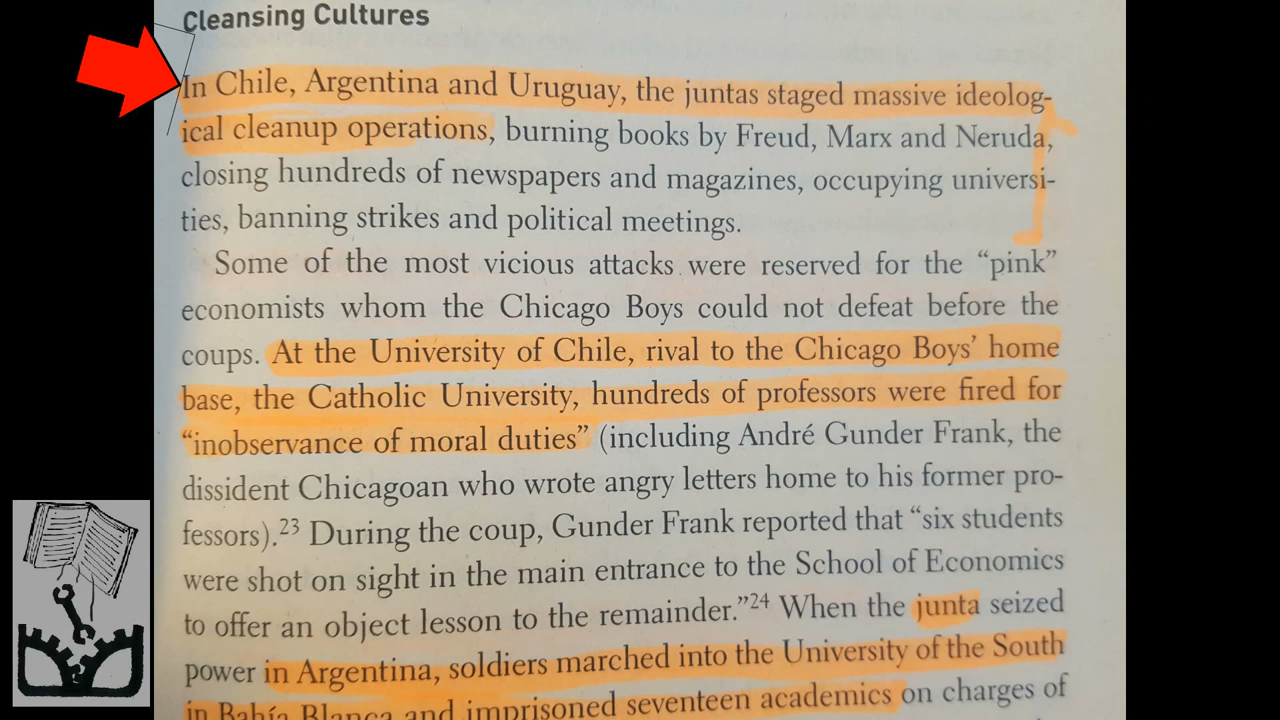 Cleansing Cultures
In Chile, Argentina and Uruguay, the juntas staged massive ideolog-
ical cleanup operations, burning books by Freud, Marx and Neruda,
closing hundreds of newspapers and magazines, occupying universi-
ties, banning strikes and political meetings.
Some of the most vicious attacks were reserved for the “pink”
economists whom the Chicago Boys could not defeat before the
coups. At the University of Chile, rival to the Chicago Boys’ home
base, the Catholic University, hundreds of professors were fired for
“inobservance of moral duties” (including André Gunder Frank, the
dissident Chicagoan who wrote angry letters home to his former pro-
fessors).23 During the coup, Gunder Frank reported that “six students
were shot on sight in the main entrance to the School of Economics
to offer an object lesson to the remainder.”24 When the junta seized
power in Argentina, soldiers marched into the University of the South
in Bahía Blanca and imprisoned seventeen academics on charges of